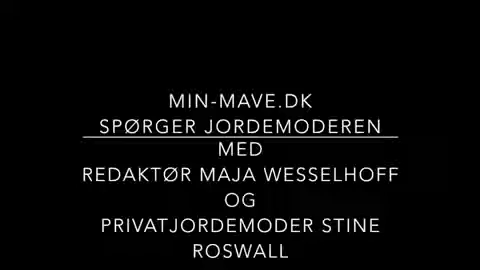 MIN-MAVE.DK
SPØRGER JORDEMODEREN
MED
REDAKTØR MAJA WESSELHOFF
OG
PRIVATJORDEMODER STINE
ROSWALL